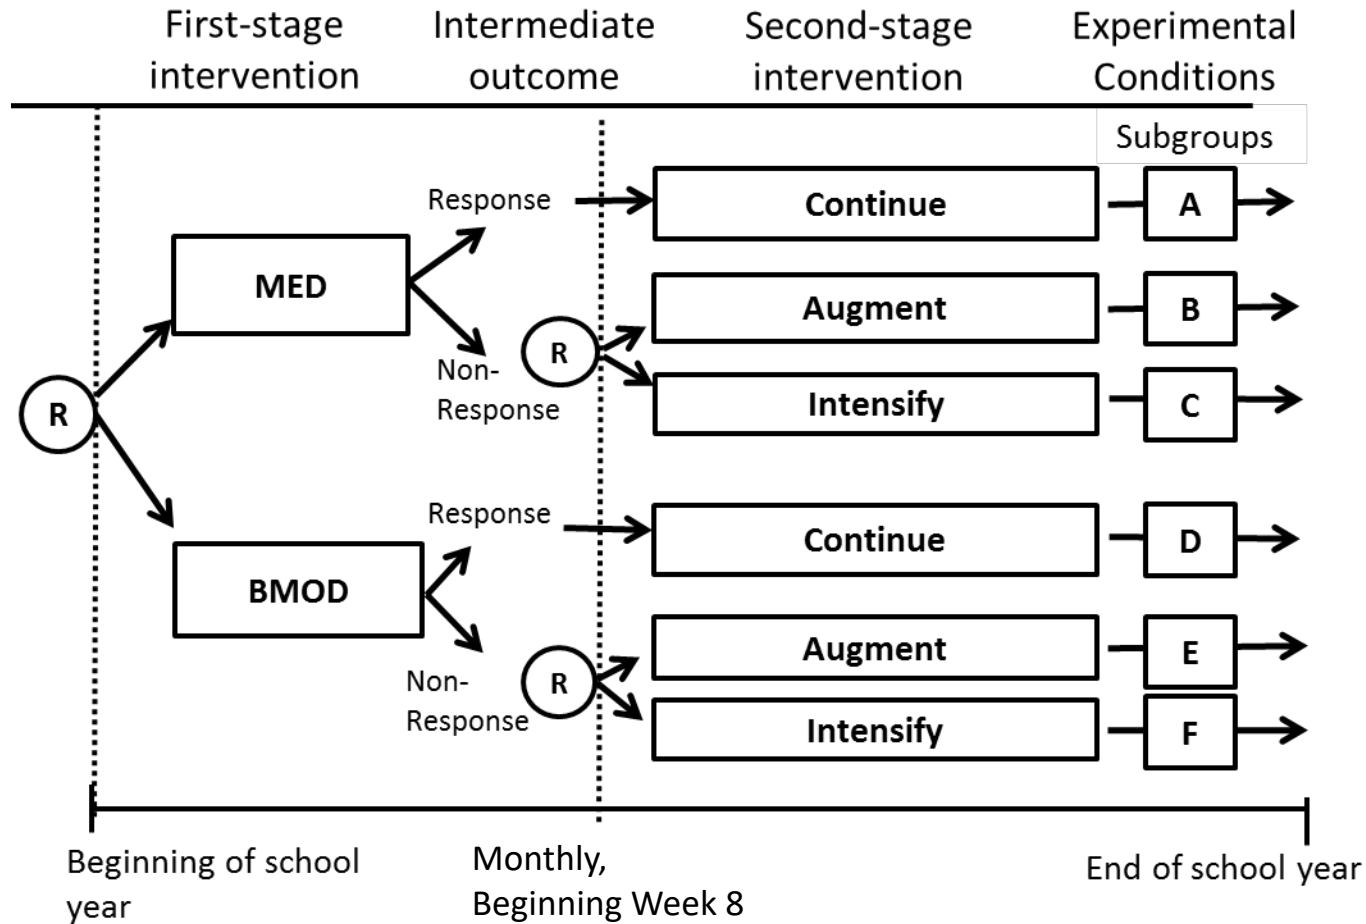 First-stage
intervention
Intermediate
outcome
Second-stage
intervention
Experimental
Conditions
Subgroups
Response
Continue
A
MED
Augment
B
R
Non-
Response
Intensify
C
R
Response
Continue
D
BMOD
Augment
E
R
Non-
Response
Intensify
F
Beginning of school
year
Monthly,
Beginning Week 8
End of school year